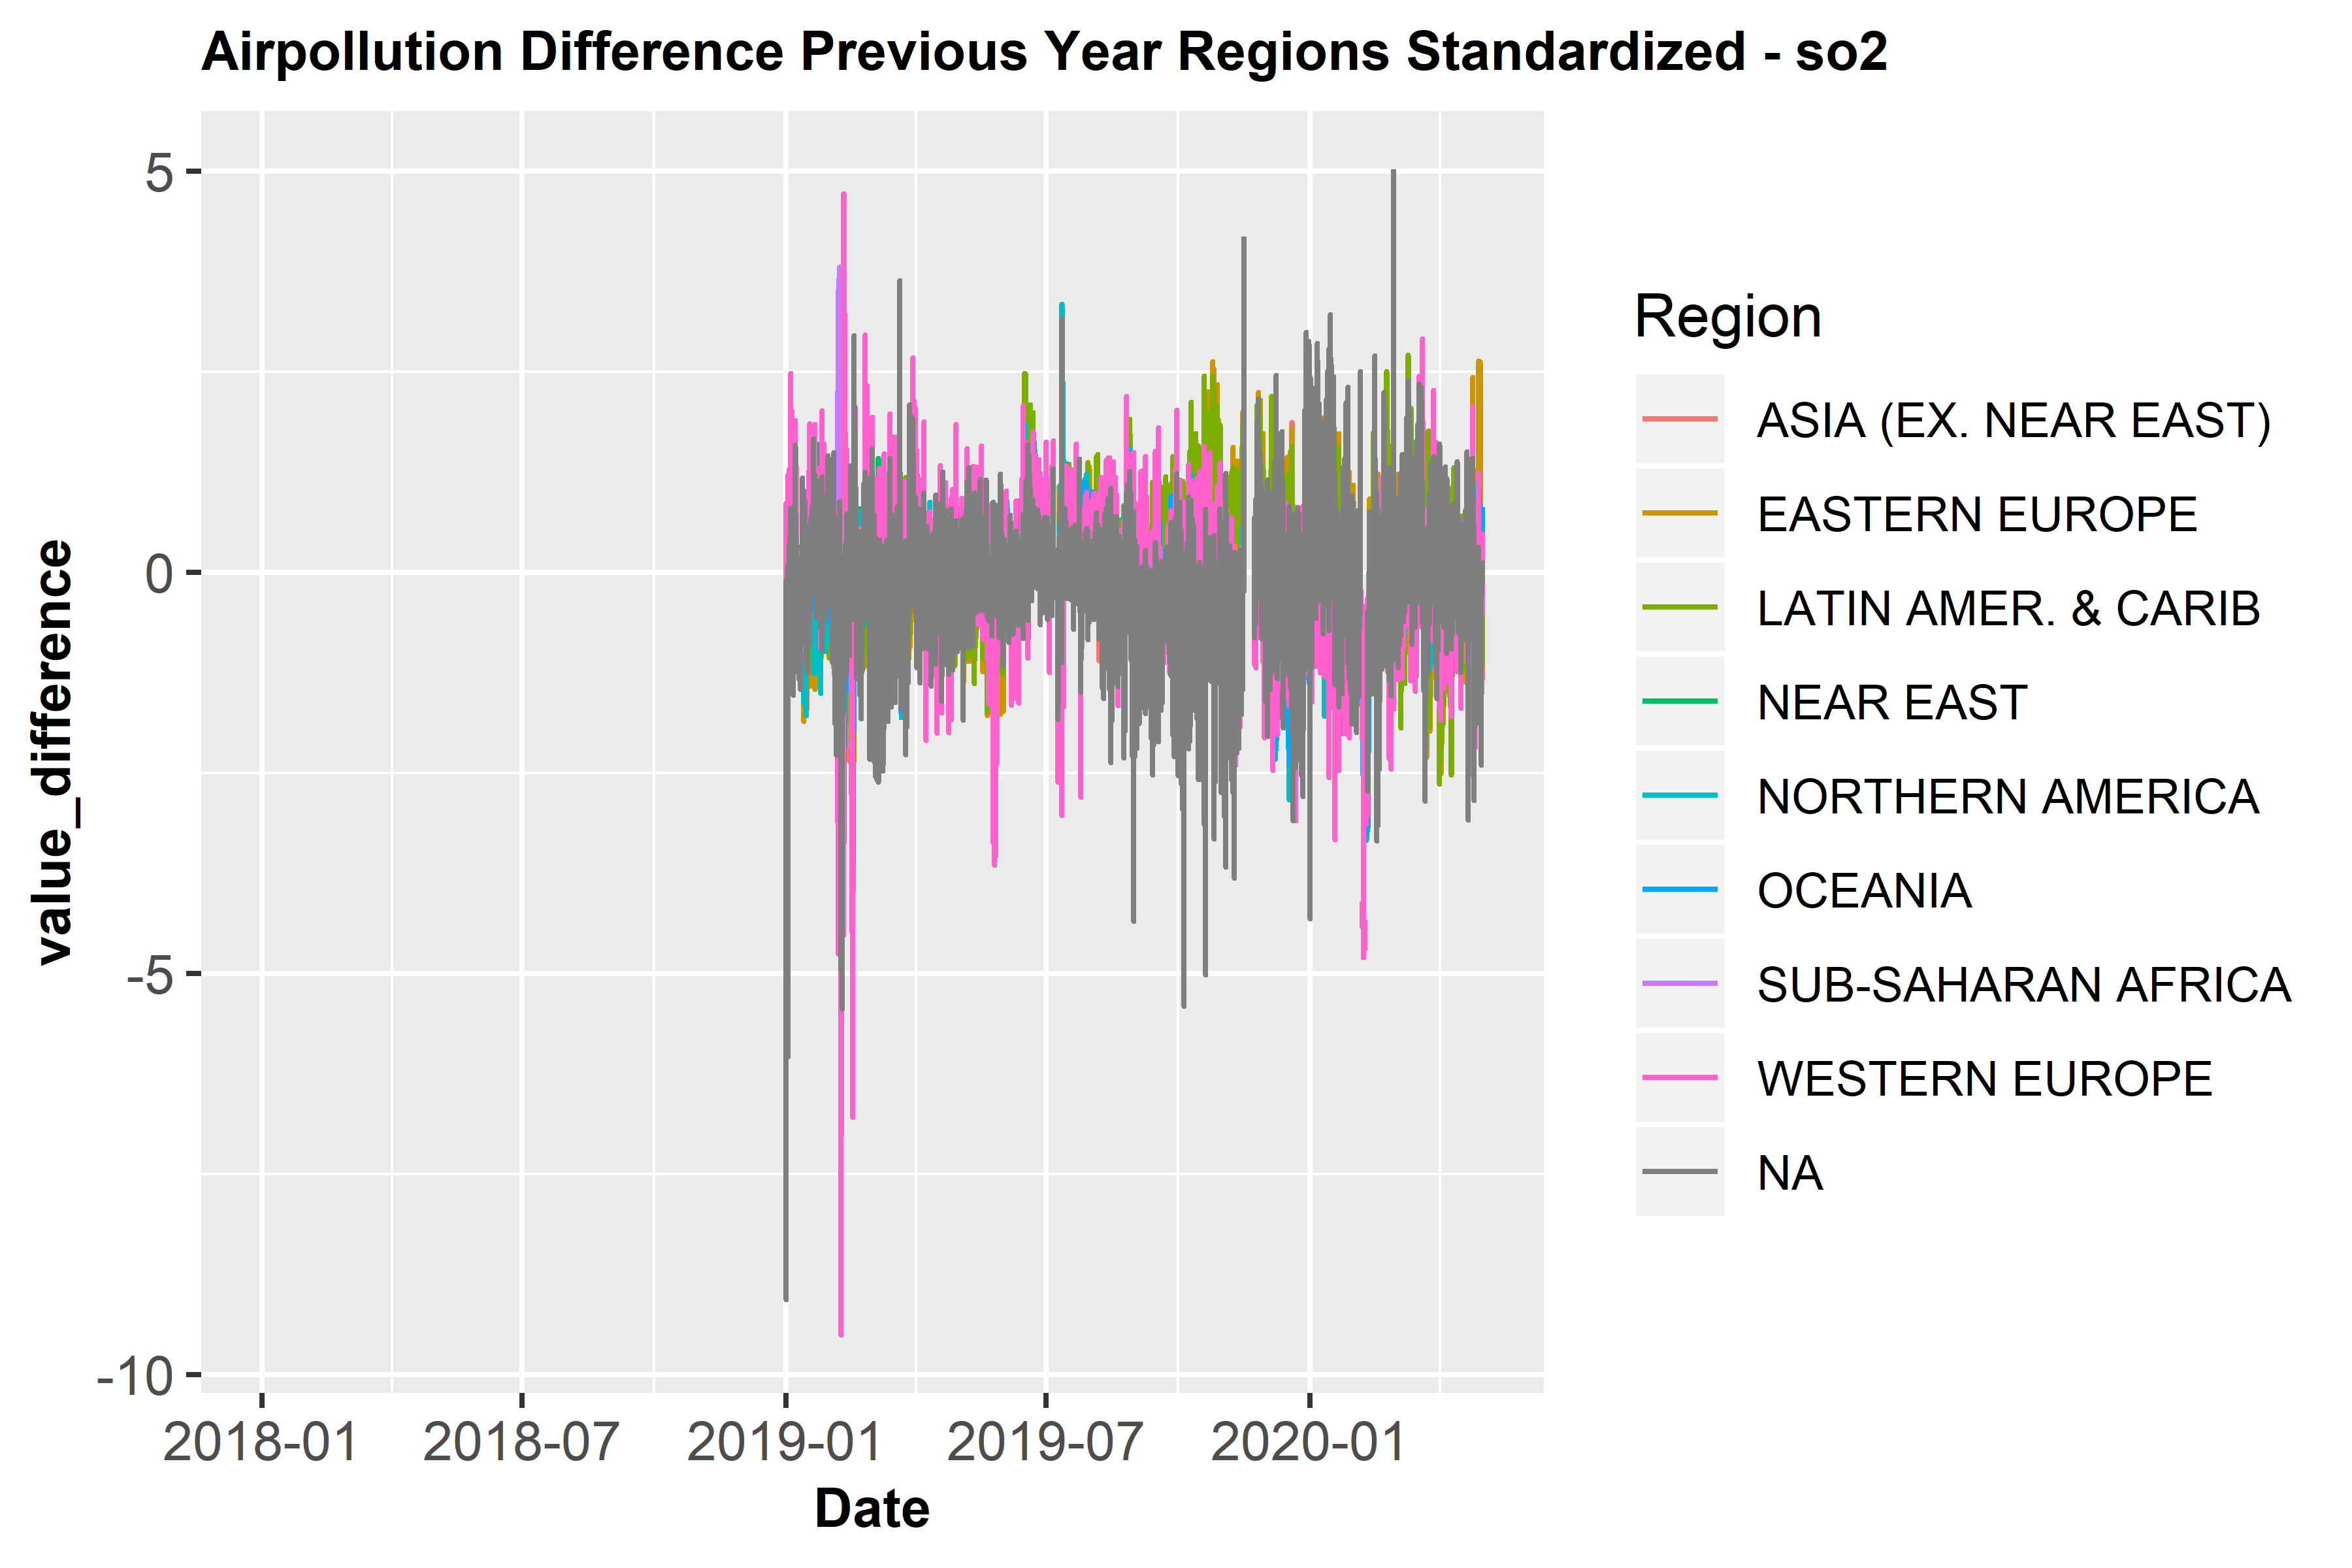 Airpollution Difference Previous Year Regions Standardized - so2
5
0
-5
-10
value_difference
2018-01
2018-07
2019-01
2019-07
2020-01
Date
Region
ASIA (EX. NEAR EAST)
EASTERN EUROPE
LATIN AMER. & CARIB
NEAR EAST
NORTHERN AMERICA
OCEANIA
SUB-SAHARAN AFRICA
WESTERN EUROPE
NA